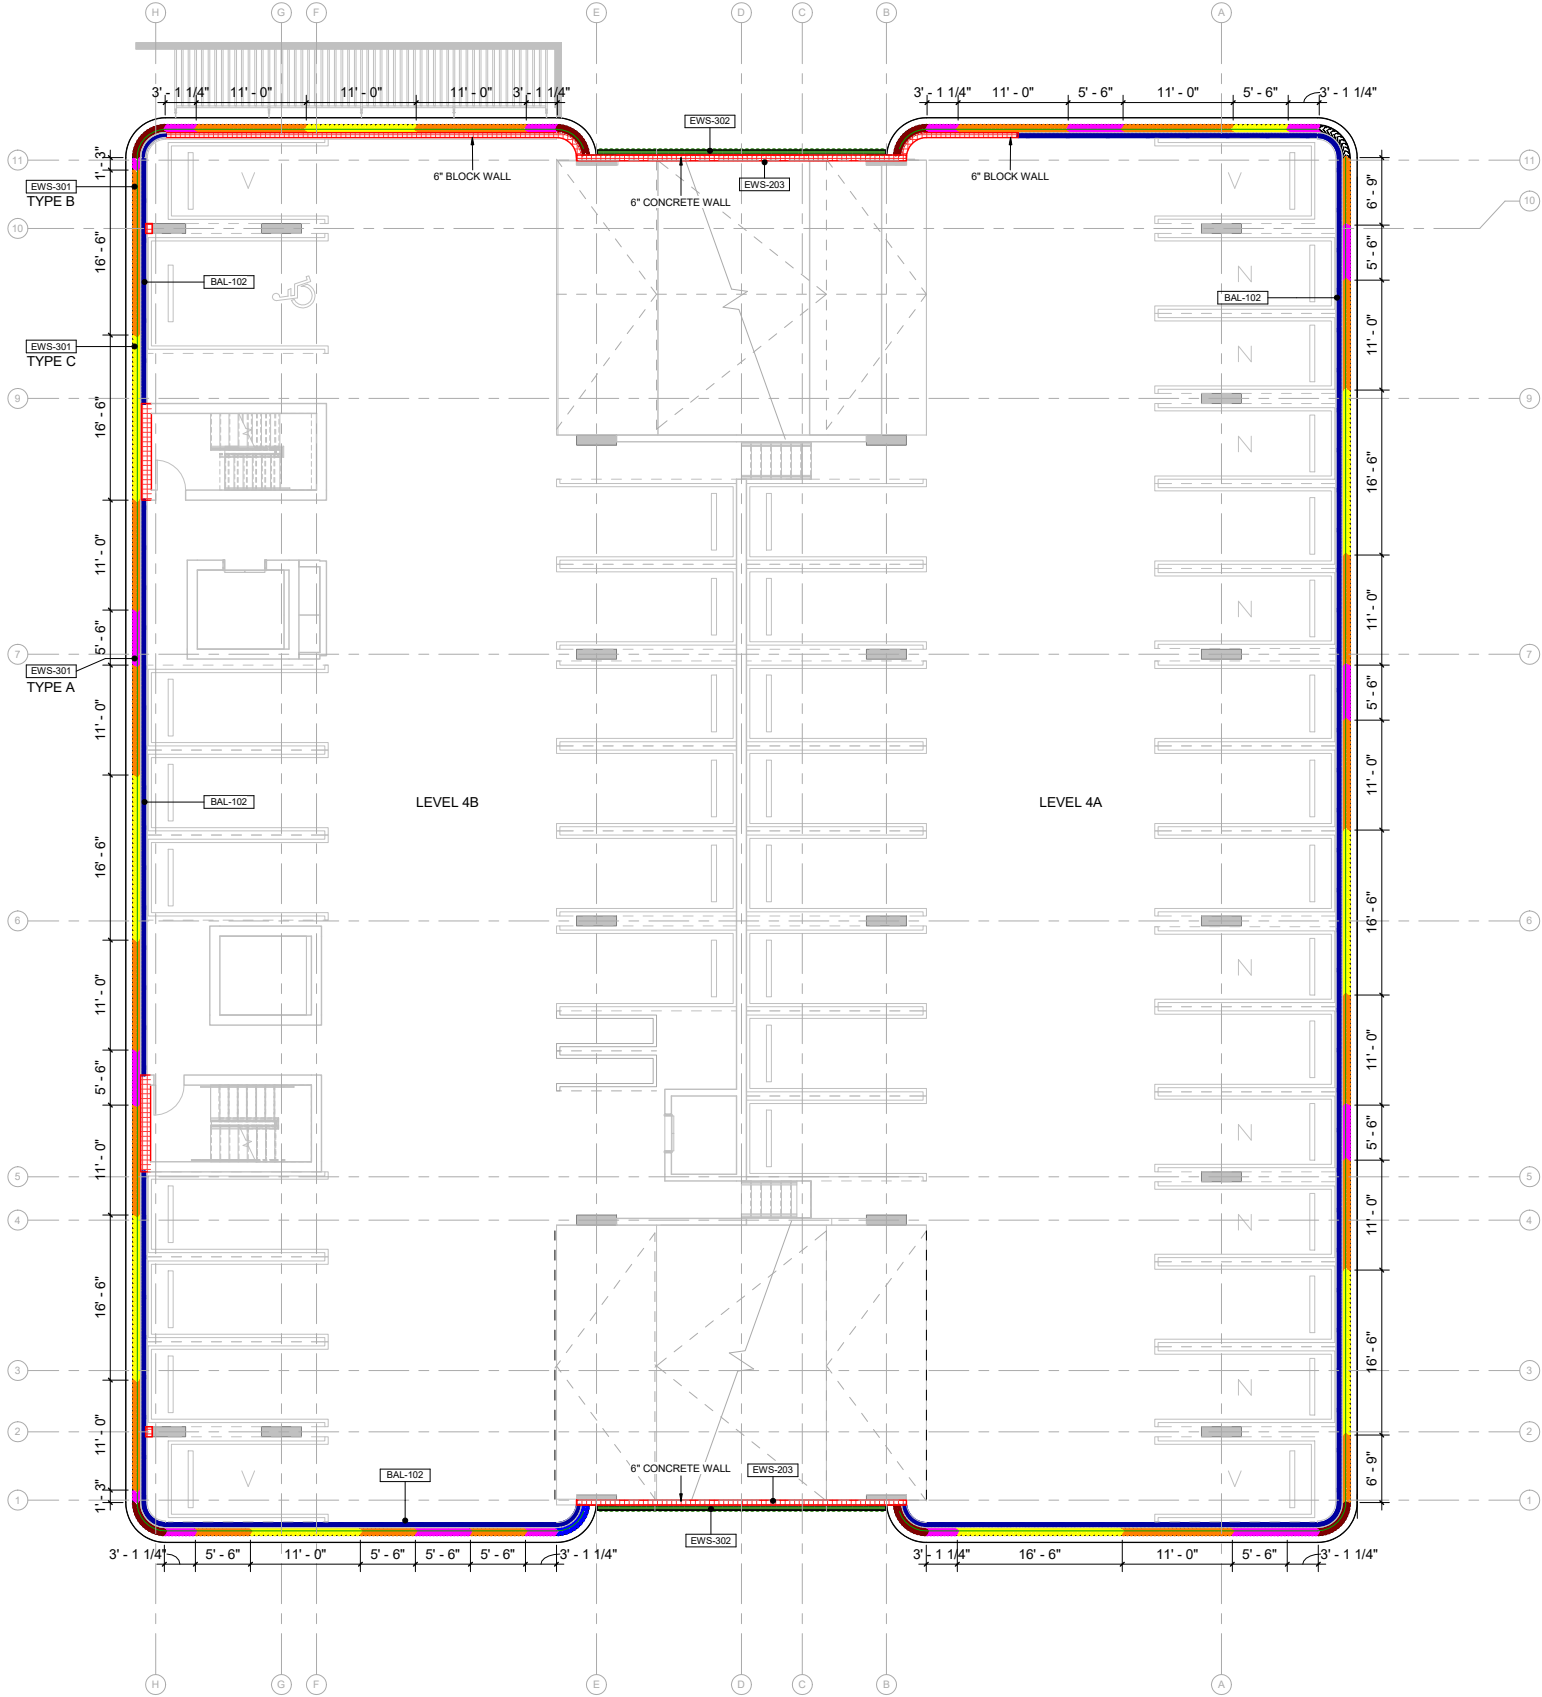 H G F E D C B A
3' - 1 1/4" 11' - 0" 11' - 0" 11' - 0" 3' - 1 1/4"
3' - 1 1/4" 11' - 0" 5' - 6" 11' - 0" 5' - 6" 3' - 1 1/4"
EWS-302
11
1' - 3"
6" BLOCK WALL
6" CONCRETE WALL
EWS-203
6" BLOCK WALL
11
EWS-301
TYPE B
V
V
6' - 9"
10
10
16' - 6"
5' - 6"
BAL-102
N
BAL-102
EWS-301
TYPE C
N
11' - 0"
9
9
16' - 6"
N
16' - 6"
11' - 0"
N
11' - 0"
5' - 6"
7
7
EWS-301
TYPE A
5' - 6"
11' - 0"
11' - 0"
BAL-102
LEVEL 4B
LEVEL 4A
16' - 6"
16' - 6"
6
6
11' - 0"
N
11' - 0"
5' - 6"
N
5' - 6"
11' - 0"
5
5
4
4
N
11' - 0"
16' - 6"
16' - 6"
3
3
N
11' - 0"
2
2
BAL-102
6" CONCRETE WALL
EWS-203
V
V
6' - 9"
1' - 3"
1
1
EWS-302
3' - 1 1/4" 5' - 6" 11' - 0" 5' - 6" 5' - 6" 5' - 6" 3' - 1 1/4"
3' - 1 1/4" 16' - 6" 11' - 0" 5' - 6" 3' - 1 1/4"
H G F E D C B A